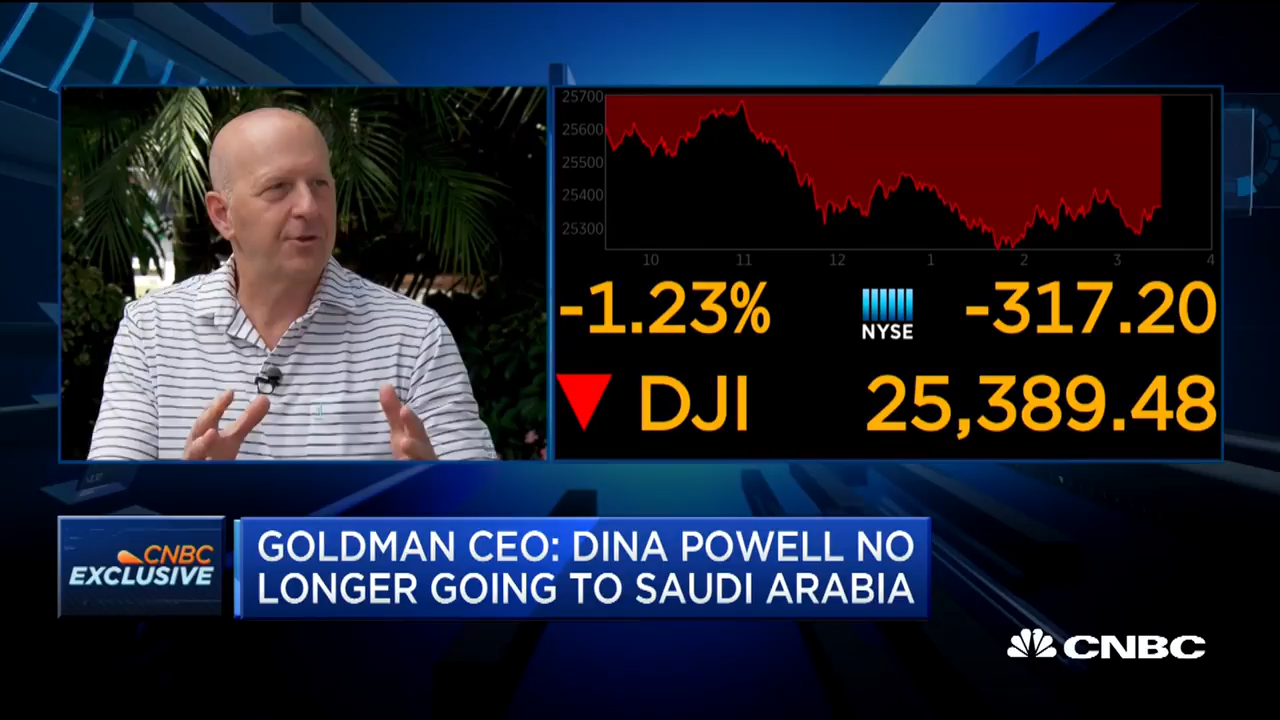 25700
25600
25500
25400
25300
10 11 12 1 2 3 4
-1.23% NYSE -317.20
DJI 25,389.48
CNBC
EXCLUSIVE
GOLDMAN CEO: DINA POWELL NO
LONGER GOING TO SAUDI ARABIA
CNBC